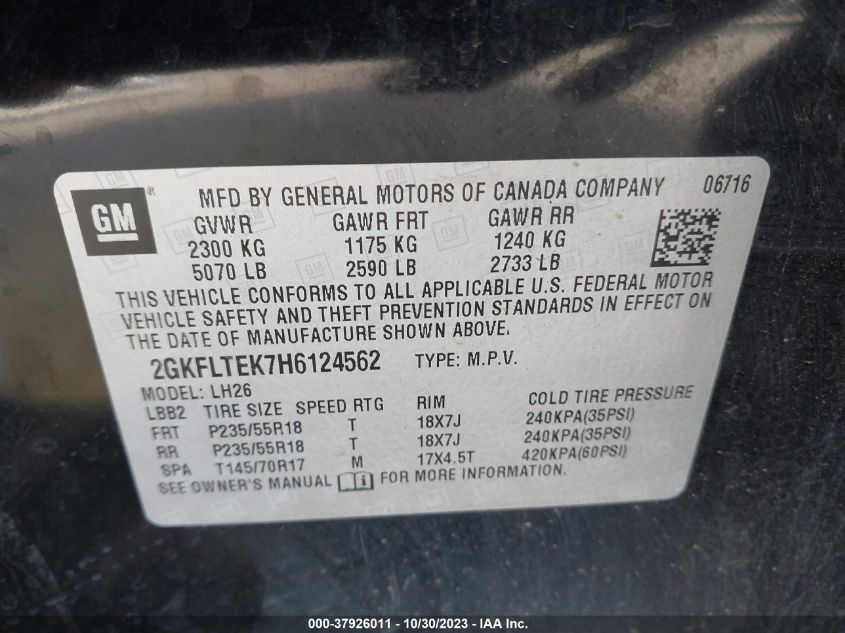 GM ® MFD BY GENERAL MOTORS OF CANADA COMPANY 06716
GVWR GAWR FRT GAWR RR
2300 KG 1175 KG 1240 KG
5070 LB 2590 LB 2733 LB
THIS VEHICLE CONFORMS TO ALL APPLICABLE U.S. FEDERAL MOTOR
VEHICLE SAFETY AND THEFT PREVENTION STANDARDS IN EFFECT ON
THE DATE OF MANUFACTURE SHOWN ABOVE.
2GKFLTEK7H6124562 TYPE: M.P.V.
MODEL: LH26
LBB2 TIRE SIZE SPEED RTG RIM COLD TIRE PRESSURE
FRT P235/55R18 T 18X7J 240KPA(35PSI)
RR P235/55R18 T 18X7J 240KPA(35PSI)
SPA T145/70R17 M 17X4.5T 420KPA(60PSI)
SEE OWNER'S MANUAL FOR MORE INFORMATION.
000-37926011 - 10/30/2023 - IAA Inc.